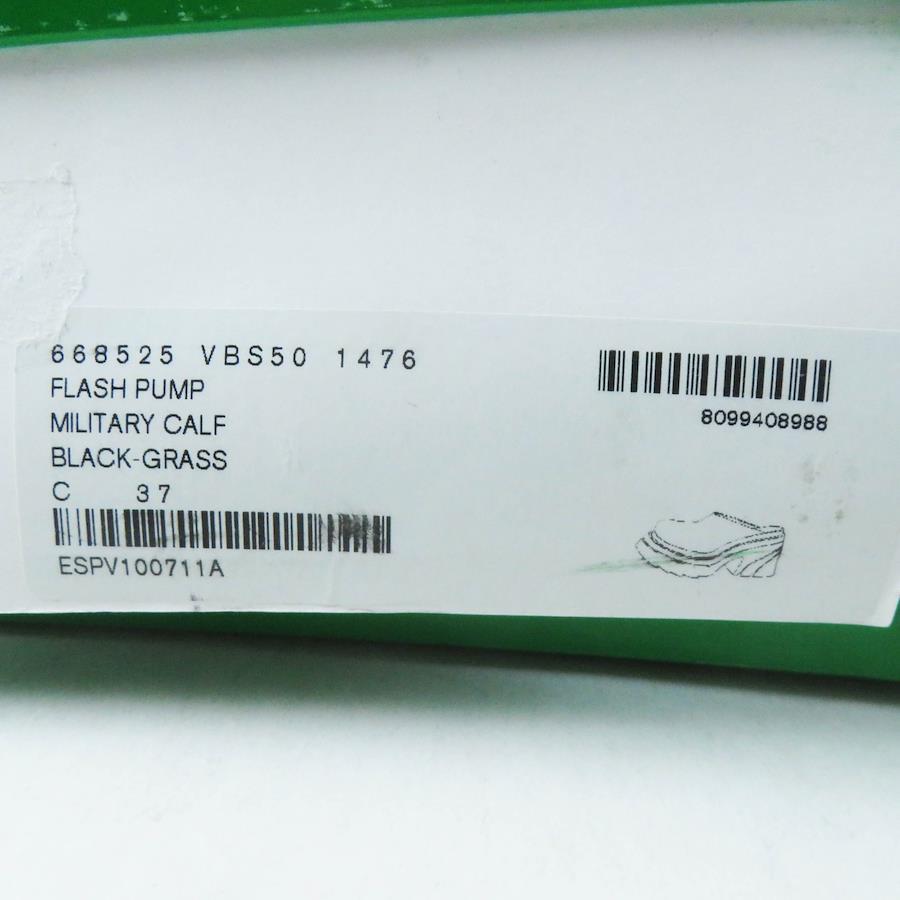 668525 VBS50 1476
FLASH PUMP
MILITARY CALF
BLACK-GRASS
C 37
ESPV100711A
8099408988